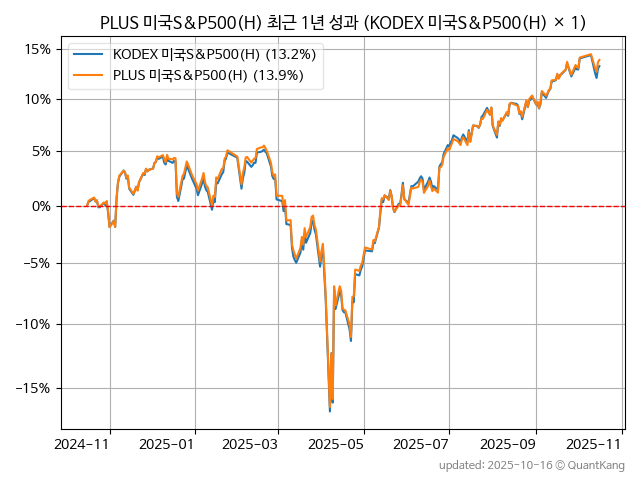 PLUS 미국S&P500(H) 최근 1년 성과 (KODEX 미국S&P500(H) × 1)
KODEX 미국S&P500(H) (13.2%)
PLUS 미국S&P500(H) (13.9%)
15%
10%
5%
0%
−5%
−10%
−15%
2024-11 2025-01 2025-03 2025-05 2025-07 2025-09 2025-11
updated: 2025-10-16 © QuantKang